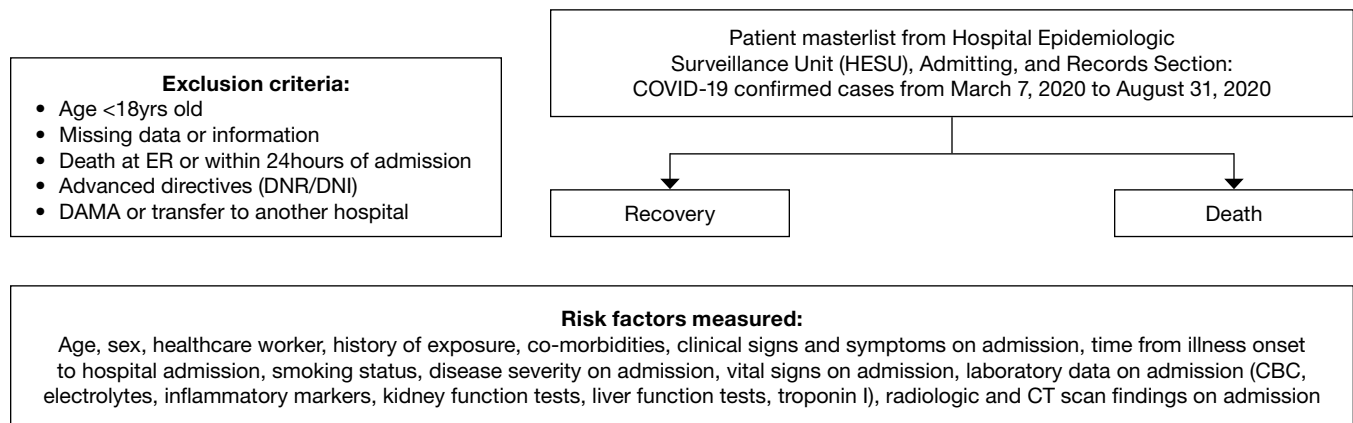 Patient masterlist from Hospital Epidemiologic
Surveillance Unit (HESU), Admitting, and Records Section:
COVID-19 confirmed cases from March 7, 2020 to August 31, 2020
Exclusion criteria:
• Age <18yrs old
• Missing data or information
• Death at ER or within 24hours of admission
• Advanced directives (DNR/DNI)
• DAMA or transfer to another hospital
Recovery
Death
Risk factors measured:
Age, sex, healthcare worker, history of exposure, co-morbidities, clinical signs and symptoms on admission, time from illness onset
to hospital admission, smoking status, disease severity on admission, vital signs on admission, laboratory data on admission (CBC,
electrolytes, inflammatory markers, kidney function tests, liver function tests, troponin I), radiologic and CT scan findings on admission